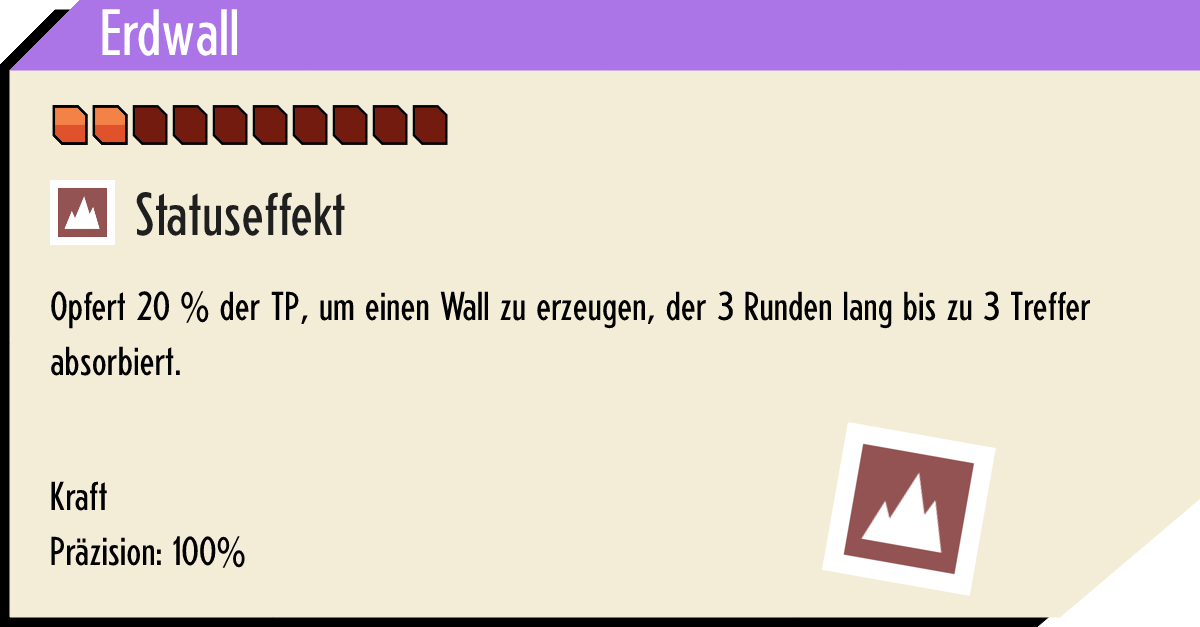 Erdwall
Statuseffekt
Opfert 20 % der TP, um einen Wall zu erzeugen, der 3 Runden lang bis zu 3 Treffer
absorbiert.
Kraft
Präzision: 100%